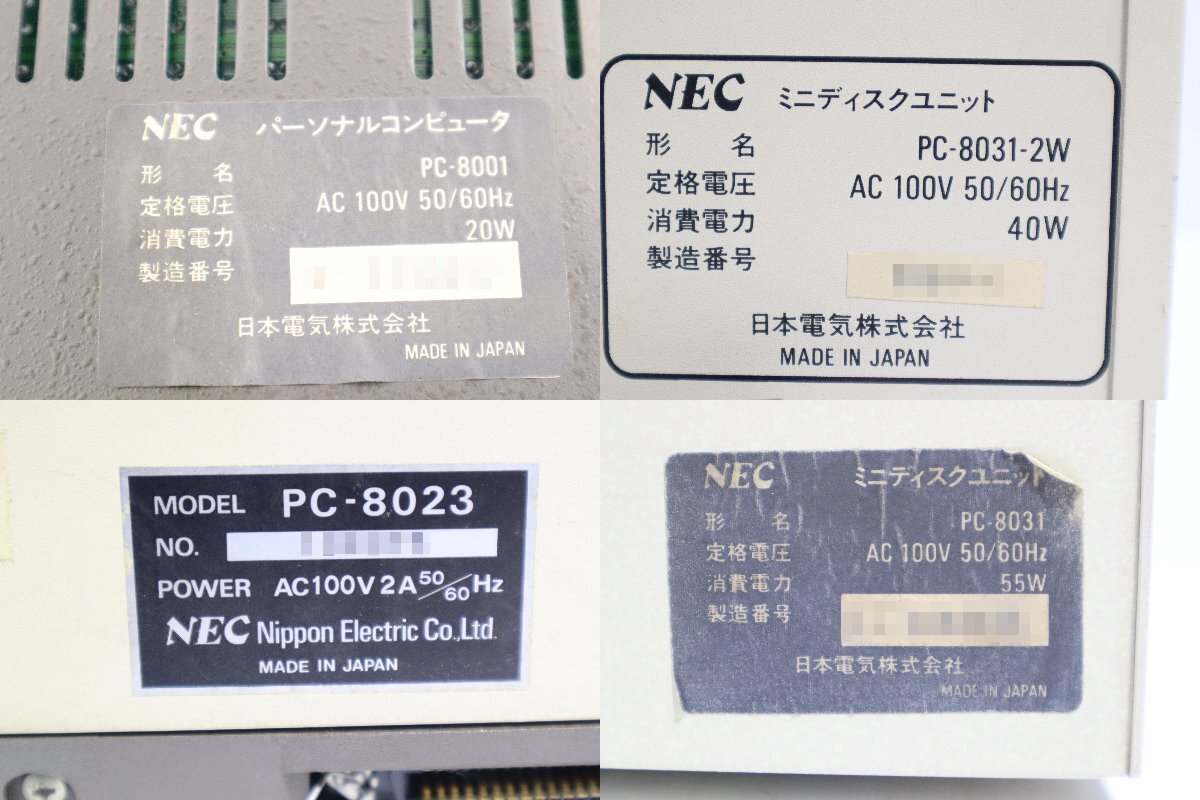 NEC パーソナルコンピュータ
形 名 PC-8001
定格電圧 AC 100V 50/60Hz
消費電力 20W
製造番号
日本電気株式会社
MADE IN JAPAN
NEC ミニディスクユニット
形 名 PC-8031-2W
定格電圧 AC 100V 50/60Hz
消費電力 40W
製造番号
日本電気株式会社
MADE IN JAPAN
MODEL PC-8023
NO.
POWER AC100V 2A 50/60 Hz
NEC Nippon Electric Co.,Ltd.
MADE IN JAPAN
NEC ミニディスクユニット
形 名 PC-8031
定格電圧 AC 100V 50/60Hz
消費電力 55W
製造番号
日本電気株式会社
MADE IN JAPAN